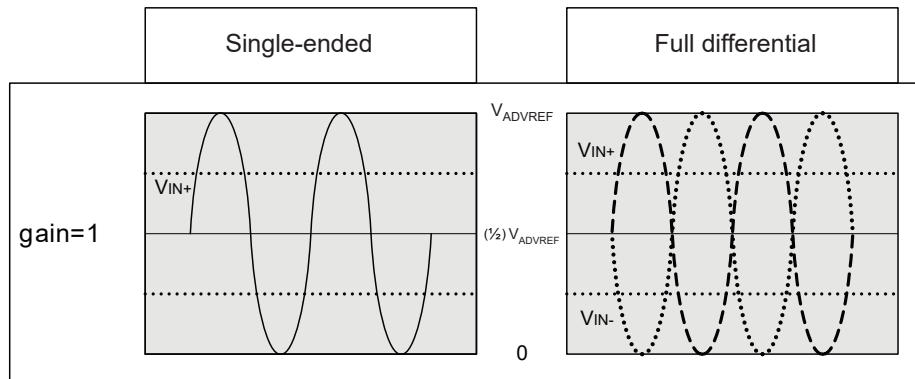 Single-ended
Full differential
VADVREF
VIN+
VIN+
gain=1
(½) VADVREF
VIN-
0